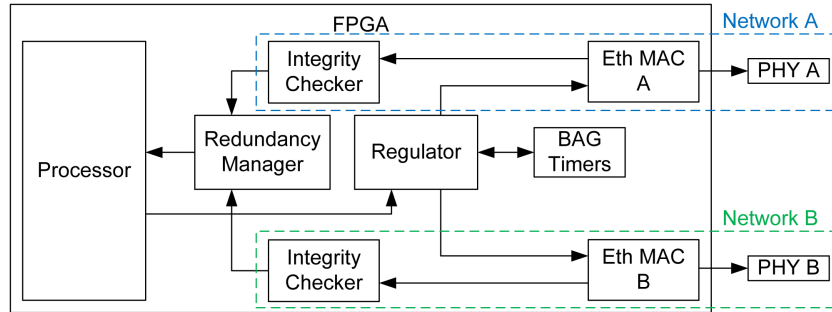 FPGA
Network A
Integrity
Checker
Eth MAC
A
PHY A
Processor
Redundancy
Manager
Regulator
BAG
Timers
Network B
Integrity
Checker
Eth MAC
B
PHY B